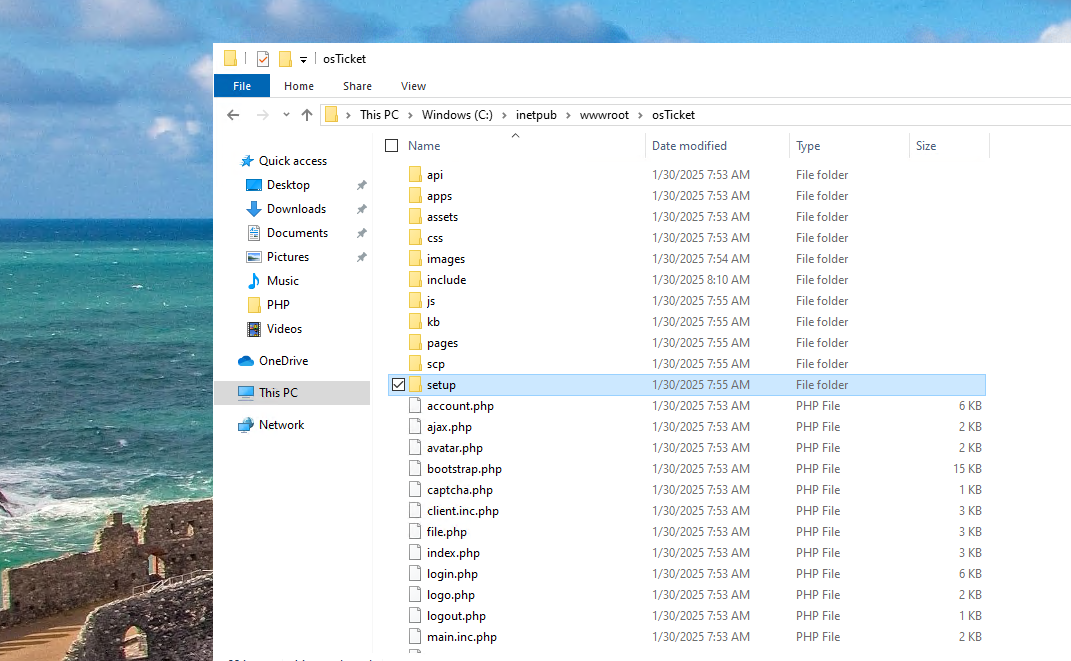 osTicket
File Home Share View
This PC Windows (C:) inetpub wwwroot osTicket
Name Date modified Type Size
Quick access
Desktop
Downloads
Documents
Pictures
Music
PHP
Videos
OneDrive
This PC
Network
api 1/30/2025 7:53 AM File folder
apps 1/30/2025 7:53 AM File folder
assets 1/30/2025 7:53 AM File folder
css 1/30/2025 7:53 AM File folder
images 1/30/2025 7:54 AM File folder
include 1/30/2025 8:10 AM File folder
js 1/30/2025 7:55 AM File folder
kb 1/30/2025 7:55 AM File folder
pages 1/30/2025 7:55 AM File folder
scp 1/30/2025 7:55 AM File folder
setup 1/30/2025 7:55 AM File folder
account.php 1/30/2025 7:53 AM PHP File 6 KB
ajax.php 1/30/2025 7:53 AM PHP File 2 KB
avatar.php 1/30/2025 7:53 AM PHP File 2 KB
bootstrap.php 1/30/2025 7:53 AM PHP File 15 KB
captcha.php 1/30/2025 7:53 AM PHP File 1 KB
client.inc.php 1/30/2025 7:53 AM PHP File 3 KB
file.php 1/30/2025 7:53 AM PHP File 3 KB
index.php 1/30/2025 7:53 AM PHP File 3 KB
login.php 1/30/2025 7:53 AM PHP File 6 KB
logo.php 1/30/2025 7:53 AM PHP File 2 KB
logout.php 1/30/2025 7:53 AM PHP File 1 KB
main.inc.php 1/30/2025 7:53 AM PHP File 2 KB